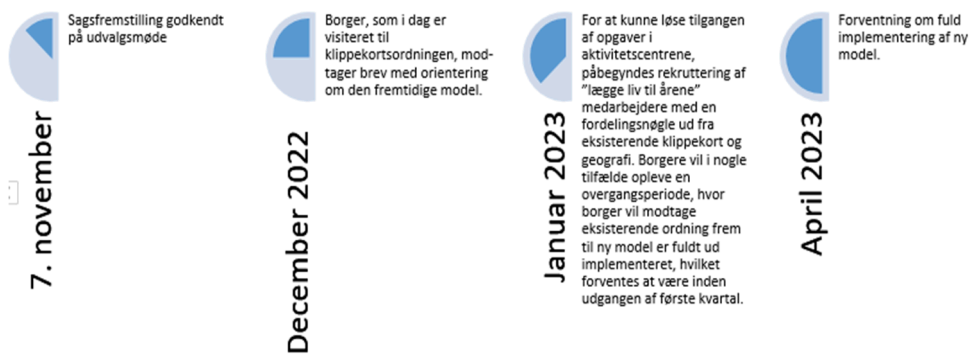 7. november
Sagsfremstilling godkendt
på udvalgsmøde
December 2022
Borger, som i dag er
visiteret til
klippekortsordningen, mod-
tager brev med orientering
om den fremtidige model.
Januar 2023
For at kunne løse tilgangen
af opgaver i
aktivitetscentrene,
påbegyndes rekruttering af
”lægge liv til årene”
medarbejdere med en
fordelingsnøgle ud fra
eksisterende klippekort og
geografi. Borgere vil i nogle
tilfælde opleve en
overgangsperiode, hvor
borger vil modtage
eksisterende ordning frem
til ny model er fuldt ud
implementeret, hvilket
forventes at være inden
udgangen af første kvartal.
April 2023
Forventning om fuld
implementering af ny
model.